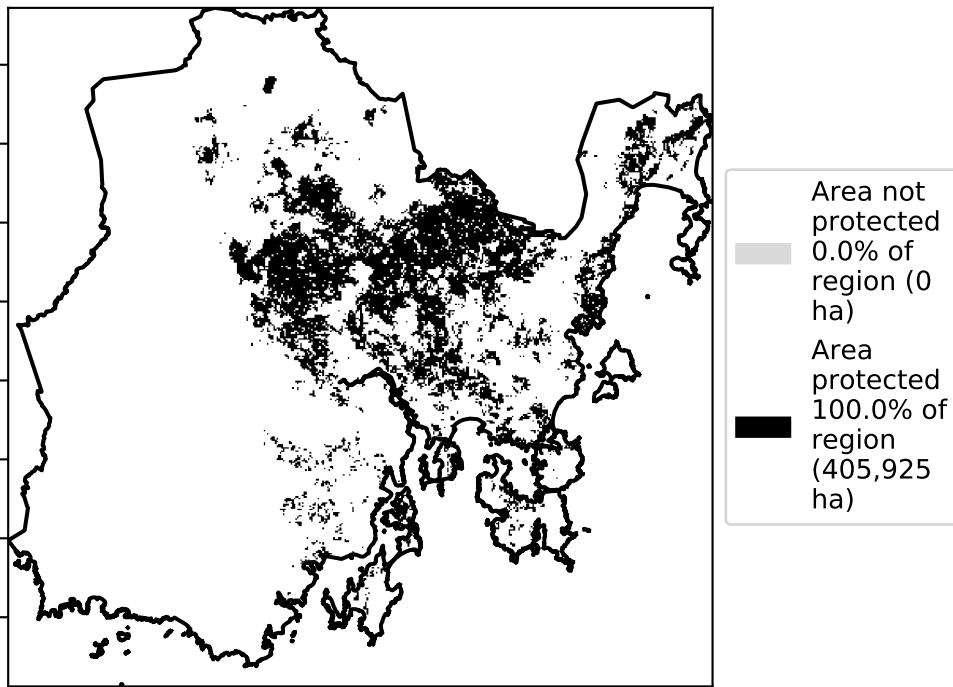 Area not
protected
0.0% of
region (0
ha)
Area
protected
100.0% of
region
(405,925
ha)